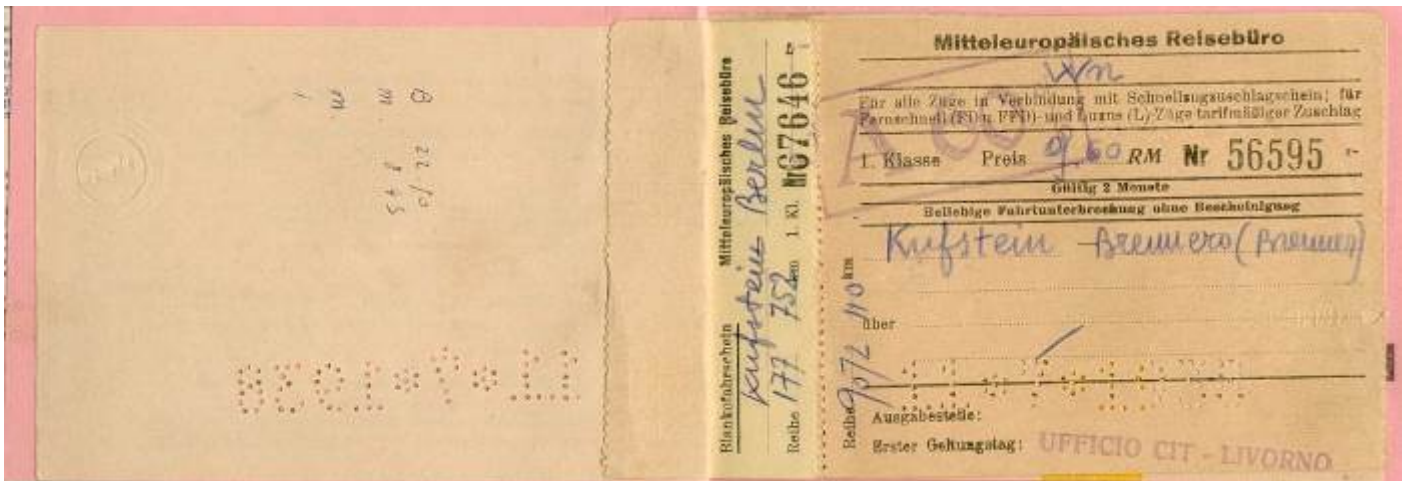 Mitteleuropäisches Reisebüro
Für alle Züge in Verbindung mit Schnellzugzuschlagschein; für
Fernschnell (FD u. FFD)- und Luxus (L)-Züge tarifmäßiger Zuschlag
1. Klasse Preis 9.60 RM Nr 56595
Gültig 2 Monate
Beliebige Fahrtunterbrechung ohne Bescheinigung
Kufstein - Brennero (Brenner)
über
Reihe 9072 110 km
Ausgabestelle:
Erster Geltungstag:
UFFICIO CIT - LIVORNO
Blankofahrschein Mitteleuropäisches Reisebüro
Kufstein Berlin
Reihe 177 752 km 1. Kl. Nr 67646